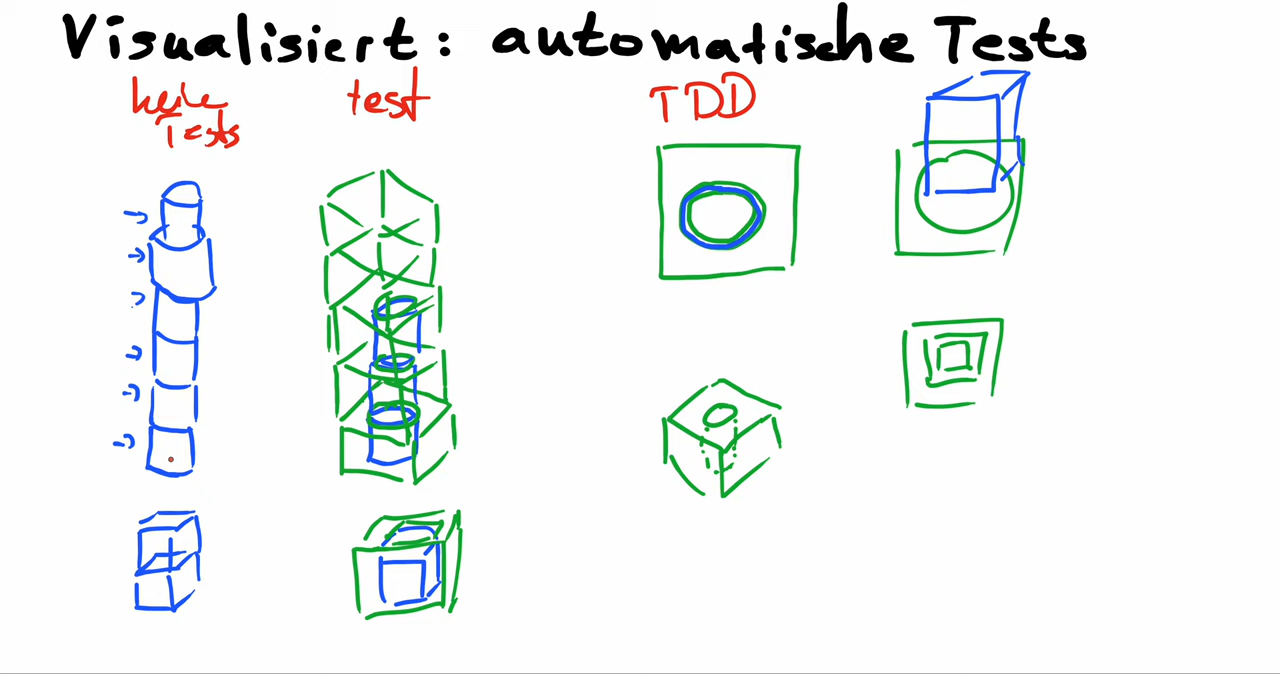 Visualisiert: automatische Tests
keine
Tests
test
TDD